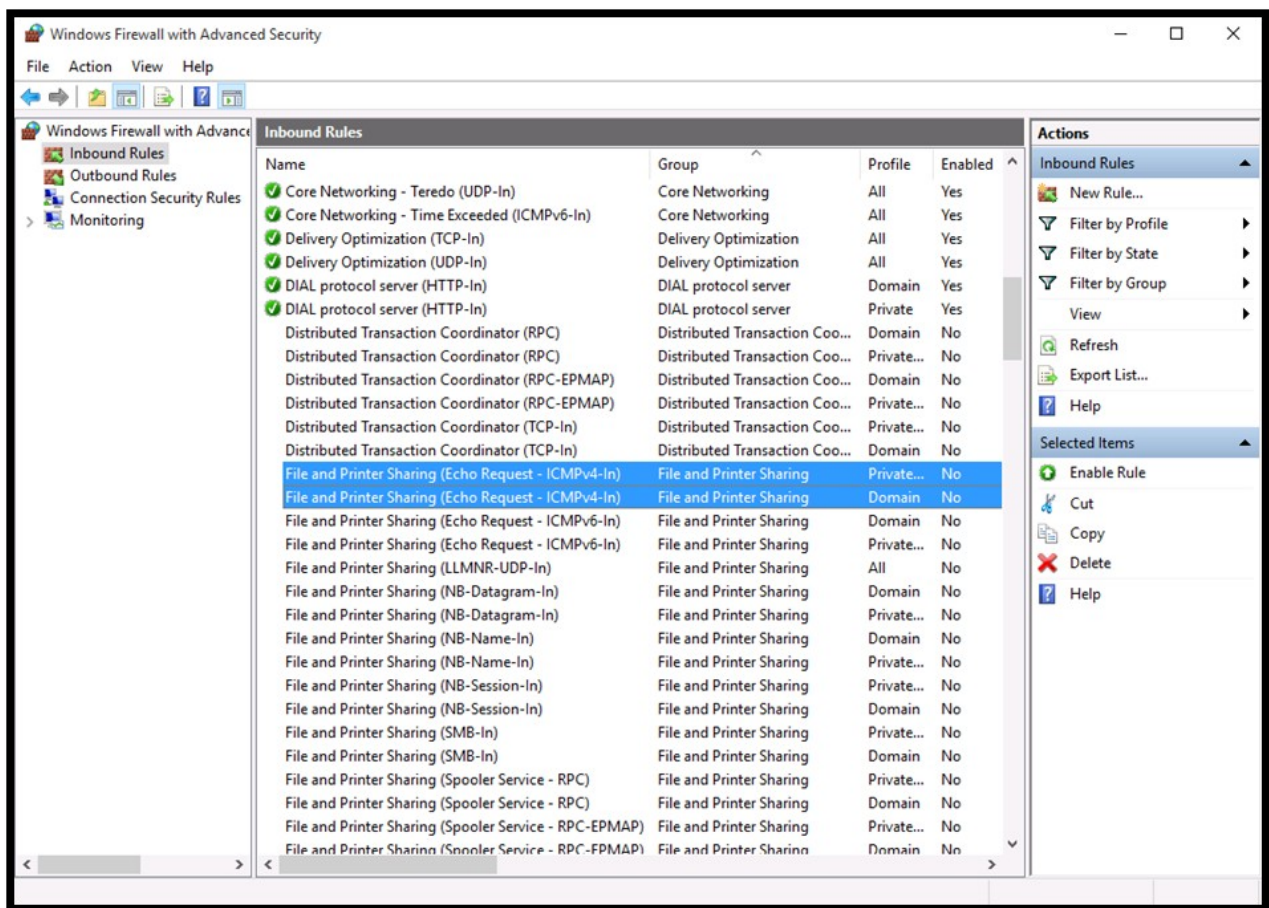 Windows Firewall with Advanced Security
File Action View Help
Windows Firewall with Advance
Inbound Rules
Outbound Rules
Connection Security Rules
Monitoring
Inbound Rules
Name Group Profile Enabled
Core Networking - Teredo (UDP-In) Core Networking All Yes
Core Networking - Time Exceeded (ICMPv6-In) Core Networking All Yes
Delivery Optimization (TCP-In) Delivery Optimization All Yes
Delivery Optimization (UDP-In) Delivery Optimization All Yes
DIAL protocol server (HTTP-In) DIAL protocol server Domain Yes
DIAL protocol server (HTTP-In) DIAL protocol server Private Yes
Distributed Transaction Coordinator (RPC) Distributed Transaction Coo... Domain No
Distributed Transaction Coordinator (RPC) Distributed Transaction Coo... Private... No
Distributed Transaction Coordinator (RPC-EPMAP) Distributed Transaction Coo... Domain No
Distributed Transaction Coordinator (RPC-EPMAP) Distributed Transaction Coo... Private... No
Distributed Transaction Coordinator (TCP-In) Distributed Transaction Coo... Private... No
Distributed Transaction Coordinator (TCP-In) Distributed Transaction Coo... Domain No
File and Printer Sharing (Echo Request - ICMPv4-In) File and Printer Sharing Private... No
File and Printer Sharing (Echo Request - ICMPv4-In) File and Printer Sharing Domain No
File and Printer Sharing (Echo Request - ICMPv6-In) File and Printer Sharing Domain No
File and Printer Sharing (Echo Request - ICMPv6-In) File and Printer Sharing Private... No
File and Printer Sharing (LLMNR-UDP-In) File and Printer Sharing All No
File and Printer Sharing (NB-Datagram-In) File and Printer Sharing Domain No
File and Printer Sharing (NB-Datagram-In) File and Printer Sharing Private... No
File and Printer Sharing (NB-Name-In) File and Printer Sharing Domain No
File and Printer Sharing (NB-Name-In) File and Printer Sharing Private... No
File and Printer Sharing (NB-Session-In) File and Printer Sharing Private... No
File and Printer Sharing (NB-Session-In) File and Printer Sharing Domain No
File and Printer Sharing (SMB-In) File and Printer Sharing Private... No
File and Printer Sharing (SMB-In) File and Printer Sharing Domain No
File and Printer Sharing (Spooler Service - RPC) File and Printer Sharing Private... No
File and Printer Sharing (Spooler Service - RPC) File and Printer Sharing Domain No
File and Printer Sharing (Spooler Service - RPC-EPMAP) File and Printer Sharing Private... No
File and Printer Sharing (Spooler Service - RPC-EPMAP) File and Printer Sharing Domain No
Actions
Inbound Rules
New Rule...
Filter by Profile
Filter by State
Filter by Group
View
Refresh
Export List...
Help
Selected Items
Enable Rule
Cut
Copy
Delete
Help